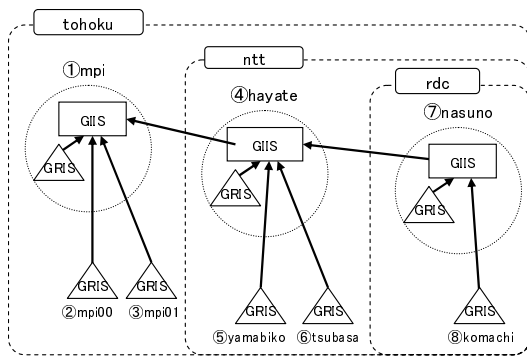 tohoku
ntt
rdc
①mpi
④hayate
⑦nasuno
GIIS
GIIS
GIIS
GRIS
GRIS
GRIS
GRIS
GRIS
GRIS
GRIS
GRIS
②mpi00
③mpi01
⑤yamabiko
⑥tsubasa
⑧komachi